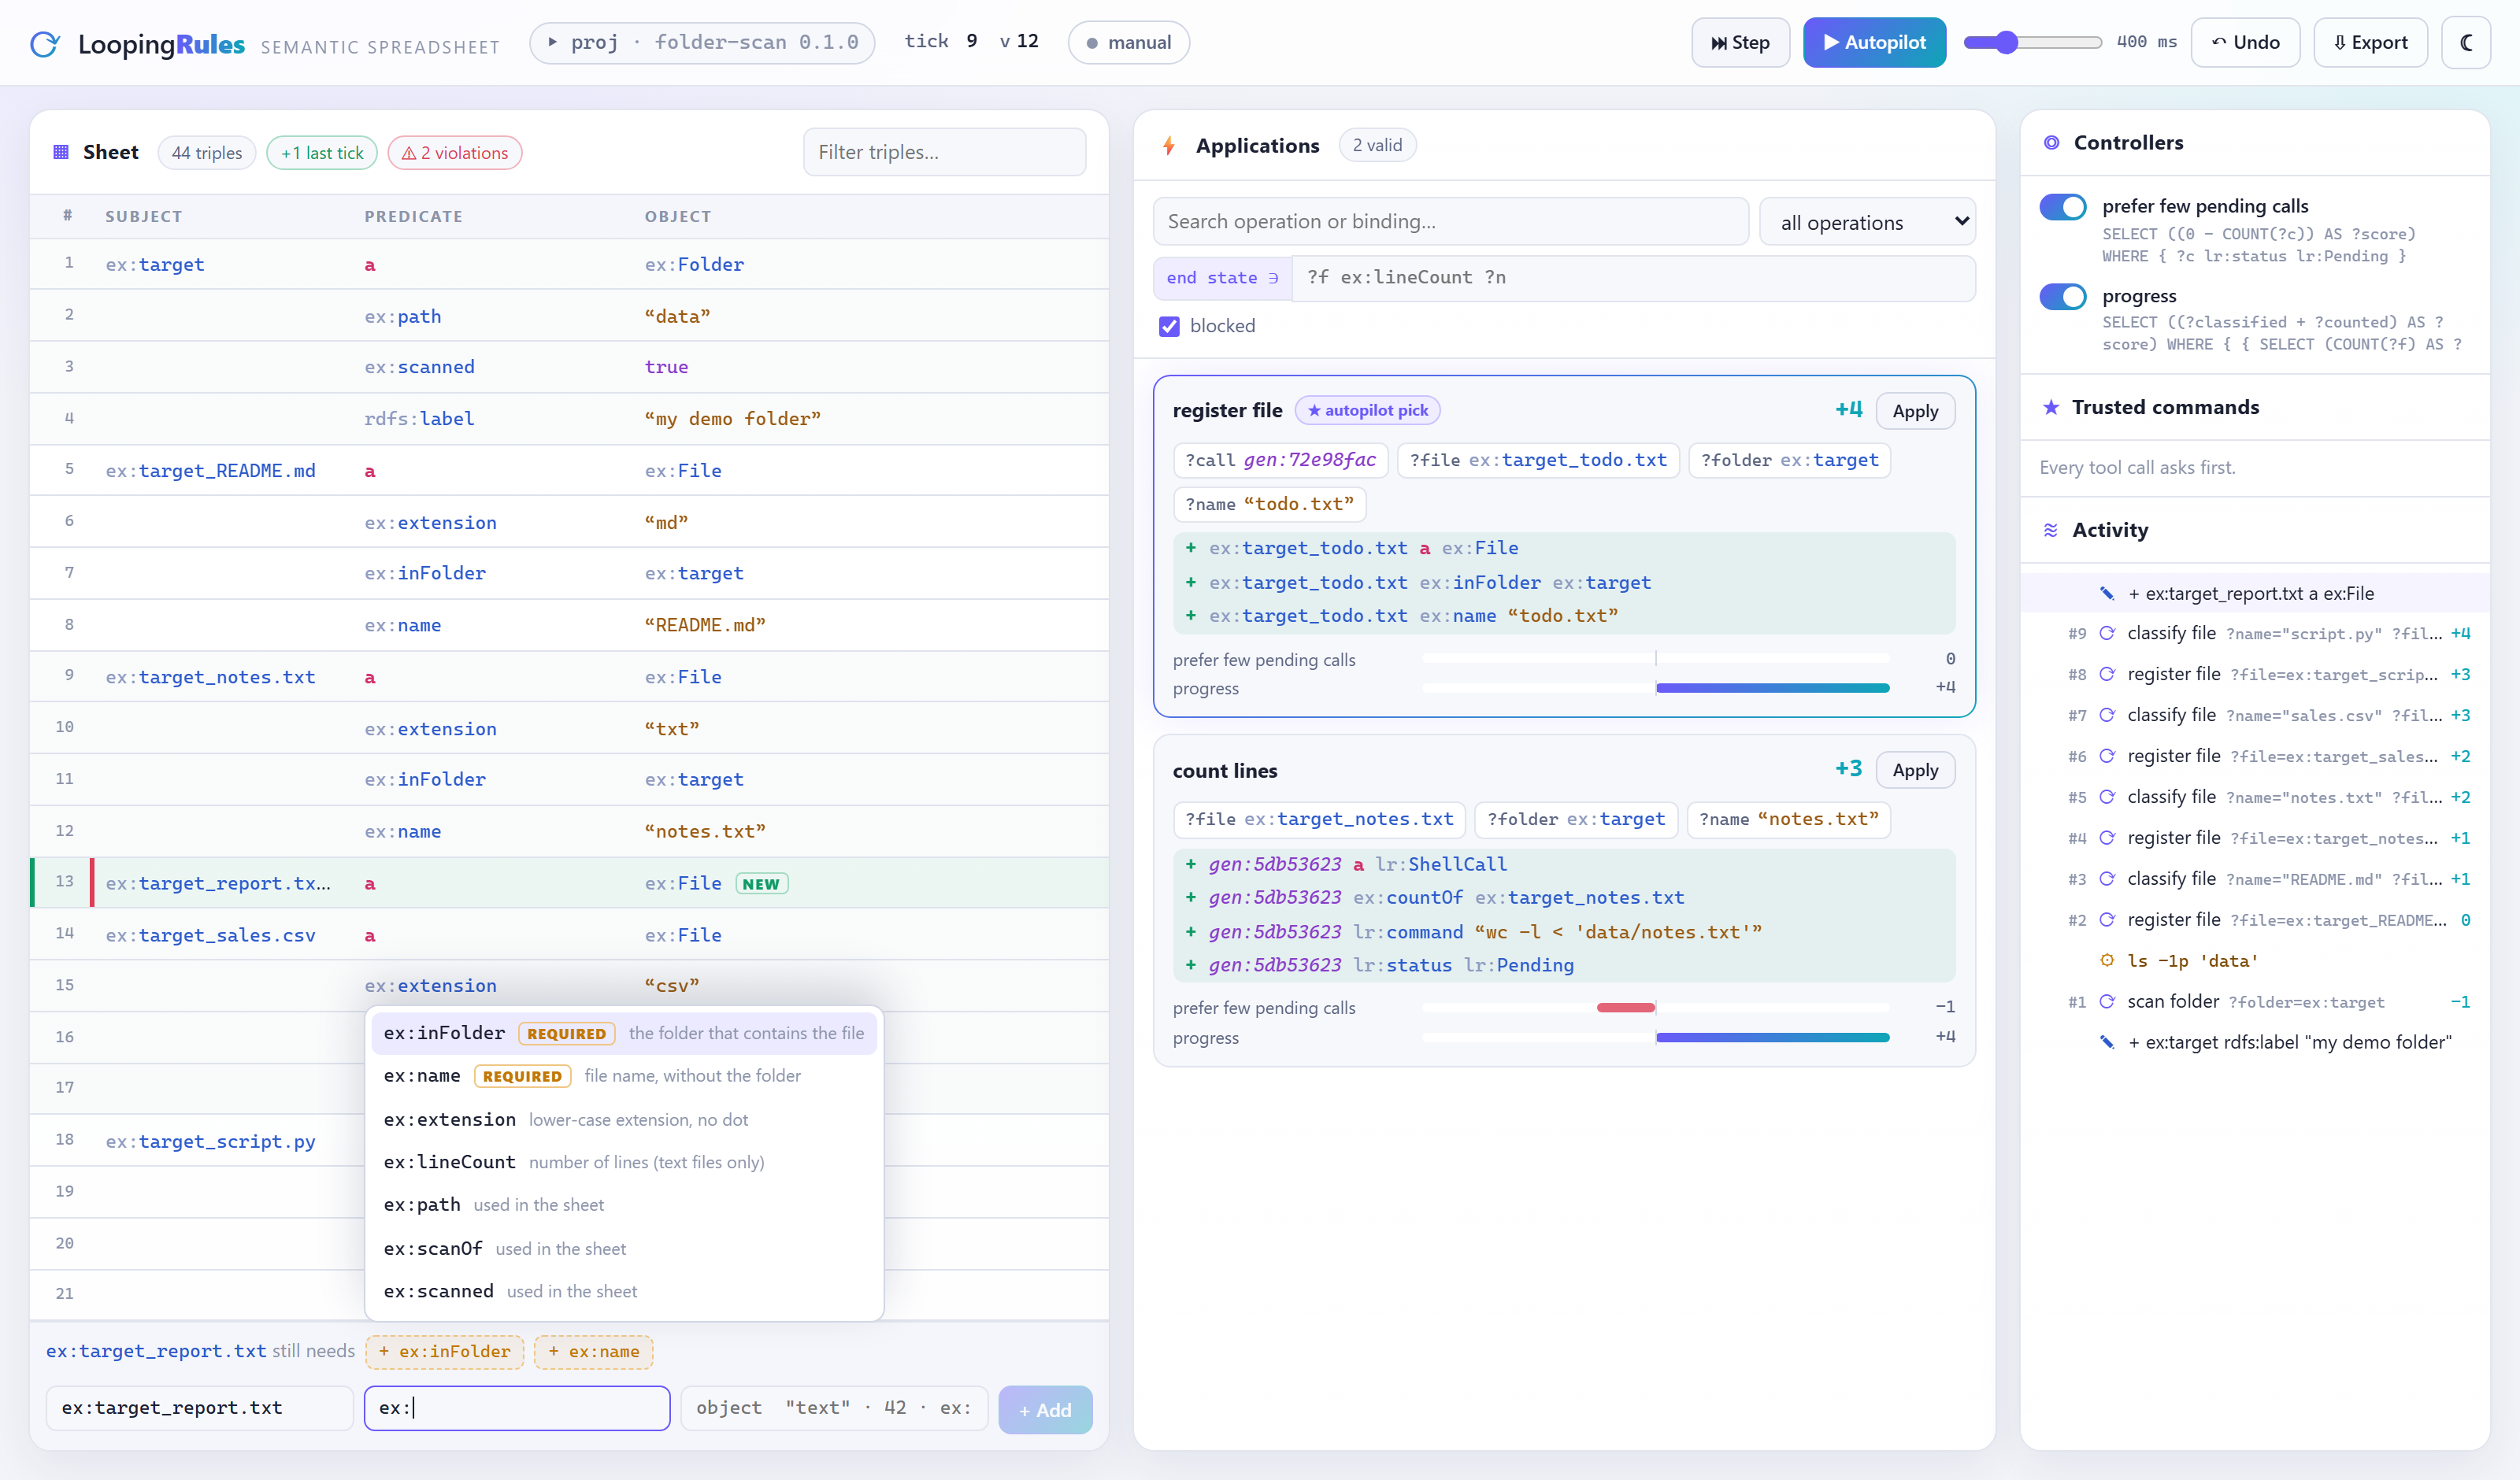 LoopingRules SEMANTIC SPREADSHEET
▸ proj · folder-scan 0.1.0
tick 9 v 12
● manual
⏭ Step
▶ Autopilot
400 ms
↶ Undo
⇩ Export
☾
▦ Sheet
44 triples
+1 last tick
⚠ 2 violations
Filter triples…
# SUBJECT PREDICATE OBJECT
1 ex:target a ex:Folder
2 ex:path “data”
3 ex:scanned true
4 rdfs:label “my demo folder”
5 ex:target_README.md a ex:File
6 ex:extension “md”
7 ex:inFolder ex:target
8 ex:name “README.md”
9 ex:target_notes.txt a ex:File
10 ex:extension “txt”
11 ex:inFolder ex:target
12 ex:name “notes.txt”
13 ex:target_report.tx… a ex:File NEW
14 ex:target_sales.csv a ex:File
15 ex:extension “csv”
16
17
18 ex:target_script.py
19
20
21
ex:inFolder REQUIRED the folder that contains the file
ex:name REQUIRED file name, without the folder
ex:extension lower-case extension, no dot
ex:lineCount number of lines (text files only)
ex:path used in the sheet
ex:scanOf used in the sheet
ex:scanned used in the sheet
ex:target_report.txt still needs + ex:inFolder + ex:name
ex:target_report.txt
ex:
object "text" · 42 · ex:
+ Add
Applications
2 valid
Search operation or binding…
all operations
end state ∋ ?f ex:lineCount ?n
blocked
register file ★ autopilot pick +4 Apply
?call gen:72e98fac ?file ex:target_todo.txt ?folder ex:target
?name “todo.txt”
+ ex:target_todo.txt a ex:File
+ ex:target_todo.txt ex:inFolder ex:target
+ ex:target_todo.txt ex:name “todo.txt”
prefer few pending calls 0
progress +4
count lines +3 Apply
?file ex:target_notes.txt ?folder ex:target ?name “notes.txt”
+ gen:5db53623 a lr:ShellCall
+ gen:5db53623 ex:countOf ex:target_notes.txt
+ gen:5db53623 lr:command “wc -l < 'data/notes.txt'”
+ gen:5db53623 lr:status lr:Pending
prefer few pending calls −1
progress +4
Controllers
prefer few pending calls
SELECT ((0 - COUNT(?c)) AS ?score)
WHERE { ?c lr:status lr:Pending }
progress
SELECT ((?classified + ?counted) AS ?
score) WHERE { { SELECT (COUNT(?f) AS ?
★ Trusted commands
Every tool call asks first.
Activity
+ ex:target_report.txt a ex:File
#9 classify file ?name="script.py" ?fil… +4
#8 register file ?file=ex:target_scrip… +3
#7 classify file ?name="sales.csv" ?fil… +3
#6 register file ?file=ex:target_sales… +2
#5 classify file ?name="notes.txt" ?fil… +2
#4 register file ?file=ex:target_notes… +1
#3 classify file ?name="README.md" ?fil… +1
#2 register file ?file=ex:target_README… 0
ls -1p 'data'
#1 scan folder ?folder=ex:target −1
+ ex:target rdfs:label "my demo folder"